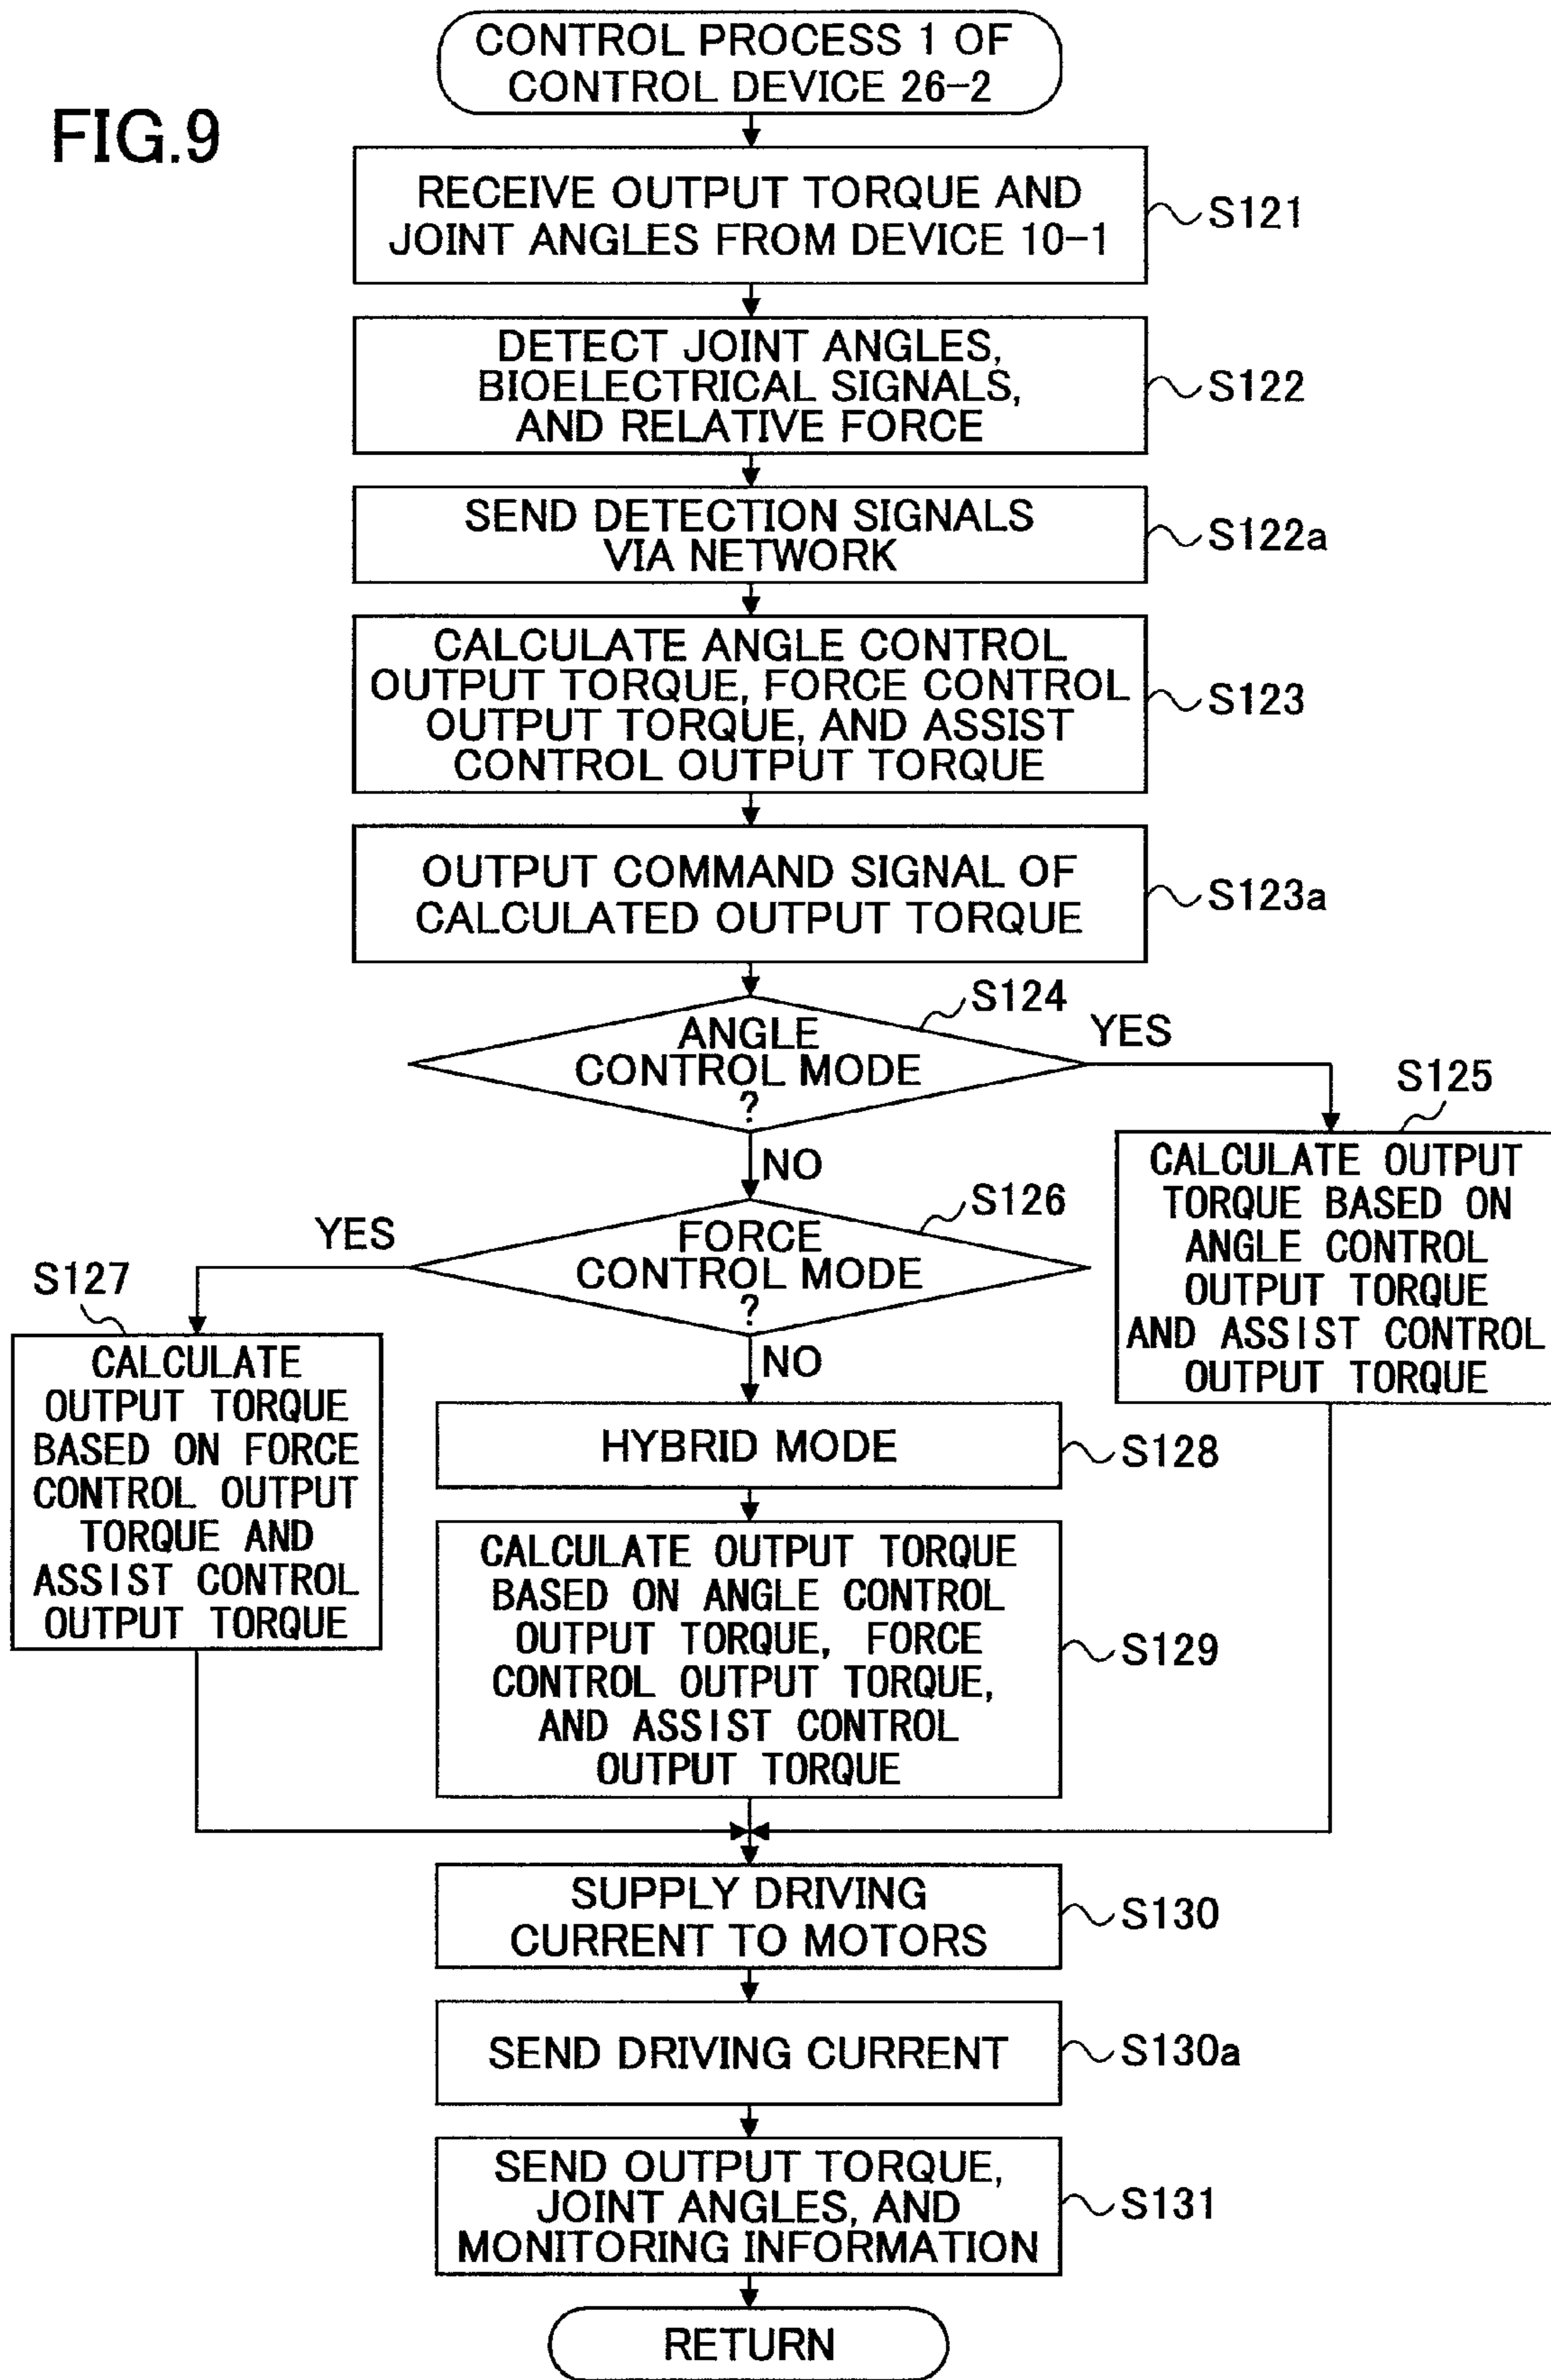 FIG.9
CONTROL PROCESS 1 OF
CONTROL DEVICE 26-2
RECEIVE OUTPUT TORQUE AND
JOINT ANGLES FROM DEVICE 10-1
S121
DETECT JOINT ANGLES,
BIOELECTRICAL SIGNALS,
AND RELATIVE FORCE
S122
SEND DETECTION SIGNALS
VIA NETWORK
S122a
CALCULATE ANGLE CONTROL
OUTPUT TORQUE, FORCE CONTROL
OUTPUT TORQUE, AND ASSIST
CONTROL OUTPUT TORQUE
S123
OUTPUT COMMAND SIGNAL OF
CALCULATED OUTPUT TORQUE
S123a
S124
ANGLE
CONTROL MODE
?
YES
NO
S125
CALCULATE OUTPUT
TORQUE BASED ON
ANGLE CONTROL
OUTPUT TORQUE
AND ASSIST CONTROL
OUTPUT TORQUE
S126
FORCE
CONTROL MODE
?
YES
NO
S127
CALCULATE
OUTPUT TORQUE
BASED ON FORCE
CONTROL OUTPUT
TORQUE AND
ASSIST CONTROL
OUTPUT TORQUE
HYBRID MODE
S128
CALCULATE OUTPUT TORQUE
BASED ON ANGLE CONTROL
OUTPUT TORQUE, FORCE
CONTROL OUTPUT TORQUE,
AND ASSIST CONTROL
OUTPUT TORQUE
S129
SUPPLY DRIVING
CURRENT TO MOTORS
S130
SEND DRIVING CURRENT
S130a
SEND OUTPUT TORQUE,
JOINT ANGLES, AND
MONITORING INFORMATION
S131
RETURN